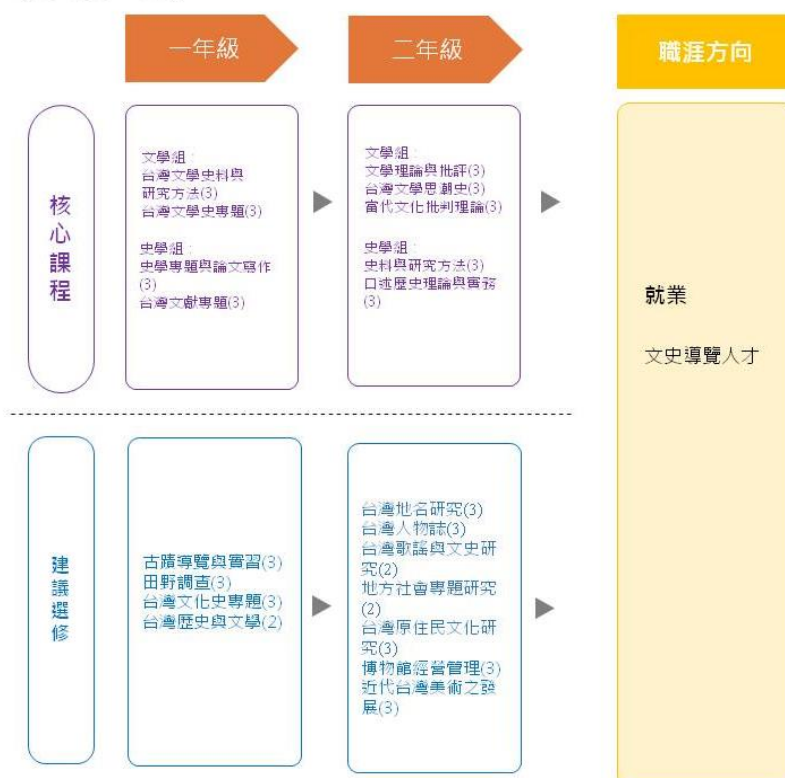 一年級
二年級
職涯方向
核心課程
文學組：
台灣文學史料與
研究方法(3)
台灣文學史專題(3)
史學組：
史學專題與論文寫作
(3)
台灣文獻專題(3)
文學組：
文學理論與批評(3)
台灣文學思潮史(3)
當代文化批判理論(3)
史學組：
史料與研究方法(3)
口述歷史理論與實務
(3)
就業
文史導覽人才
建議選修
古蹟導覽與實習(3)
田野調查(3)
台灣文化史專題(3)
台灣歷史與文學(2)
台灣地名研究(3)
台灣人物誌(3)
台灣歌謠與文史研
究(2)
地方社會專題研究
(2)
台灣原住民文化研
究(3)
博物館經營管理(3)
近代台灣美術之發
展(3)